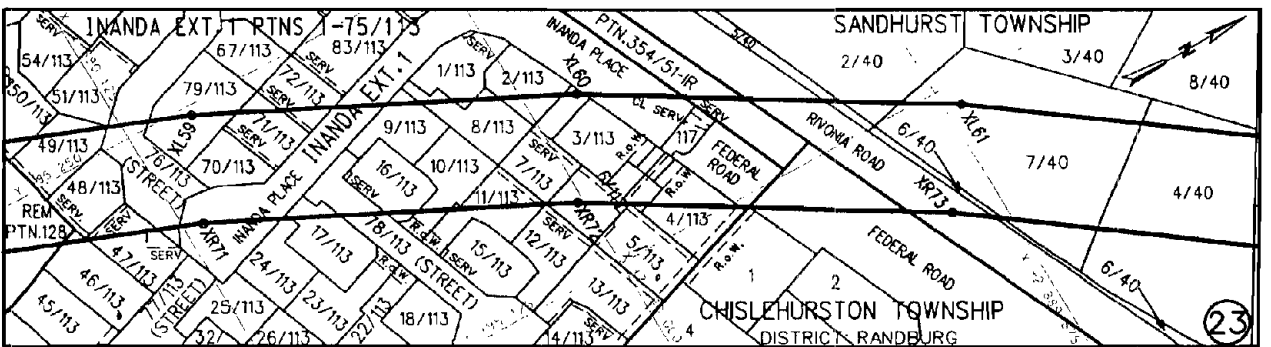 INANDA EXT.1 PTNS 1-75/113
SANDHURST TOWNSHIP
54/113
67/113
83/113
1/113
2/113
SERV
INANDA PLACE
PTN.354/51-IR
5/40
2/40
3/40
8/40
N
51/113
79/113
72/113
SERV
INANDA EXT.1
XL60
CL SERV
SERV
XL61
49/113
XL59
71/113
SERV
SERV
9/113
8/113
3/113
117
RIVONIA ROAD
6/40
7/40
4/40
76/113
(STREET)
70/113
16/113
10/113
7/113
SERV
R.O.W.
R.O.W.
FEDERAL
ROAD
XR73
48/113
SERV
SERV
REM
PTN.128
INANDA PLACE
XR71
SERV
11/113
XR72
4/113
47/113
SERV
17/113
78/113 (STREET)
R.O.W.
15/113
SERV
12/113
SERV
5/113
R.O.W.
FEDERAL ROAD
46/113
77/113
(STREET)
24/113
R.O.W.
13/113
1
2
6/40
45/113
25/113
23/113
22/113
18/113
CHISLEHURSTON TOWNSHIP
32/
26/113
14/113
SERV
4
DISTRICT: RANDBURG
23